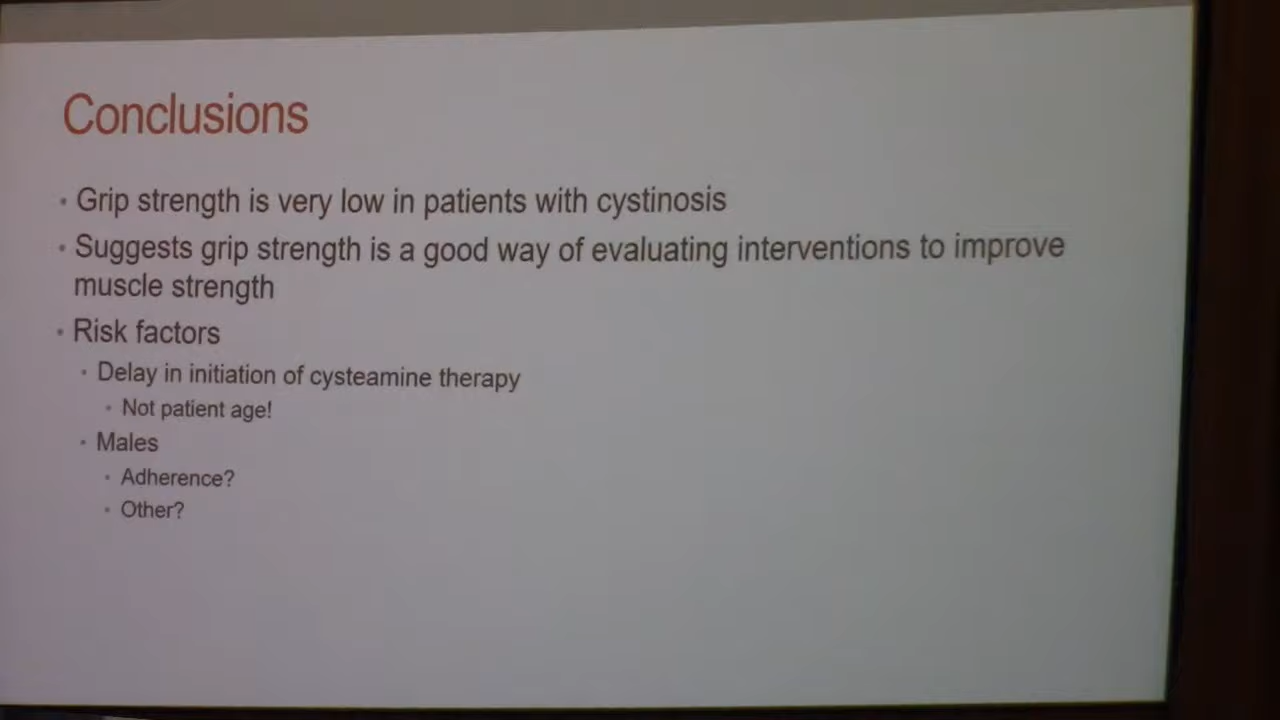 Conclusions
• Grip strength is very low in patients with cystinosis
• Suggests grip strength is a good way of evaluating interventions to improve
muscle strength
• Risk factors
• Delay in initiation of cysteamine therapy
• Not patient age!
• Males
• Adherence?
• Other?